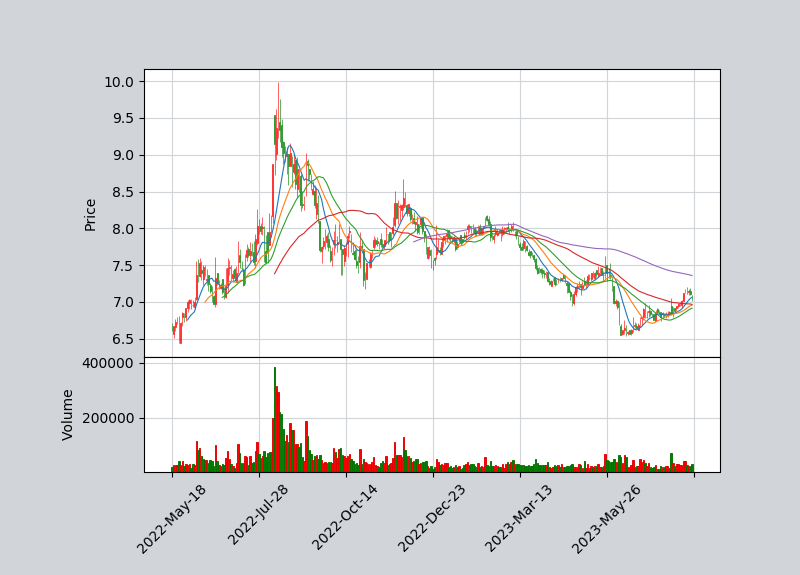 10.0
9.5
9.0
8.5
8.0
7.5
7.0
6.5
Price
400000
200000
Volume
2022-May-18
2022-Jul-28
2022-Oct-14
2022-Dec-23
2023-Mar-13
2023-May-26